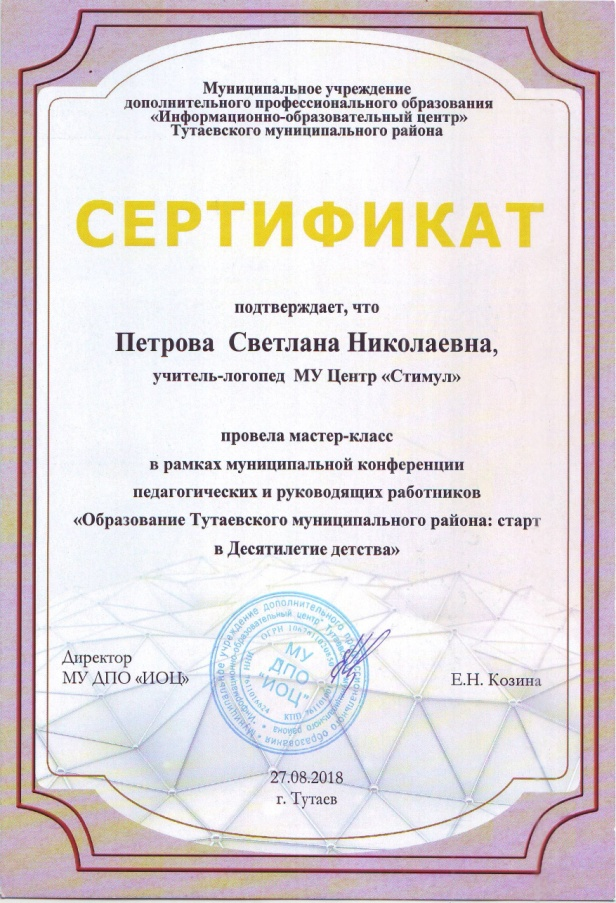 Муниципальное учреждение
дополнительного профессионального образования
«Информационно-образовательный центр»
Тутаевского муниципального района
СЕРТИФИКАТ
подтверждает, что
Петрова Светлана Николаевна,
учитель-логопед МУ Центр «Стимул»
провела мастер-класс
в рамках муниципальной конференции
педагогических и руководящих работников
«Образование Тутаевского муниципального района: старт
в Десятилетие детства»
Директор
МУ ДПО «ИОЦ»
МУ
ДПО
"ИОЦ"
Е.Н. Козина
27.08.2018
г. Тутаев